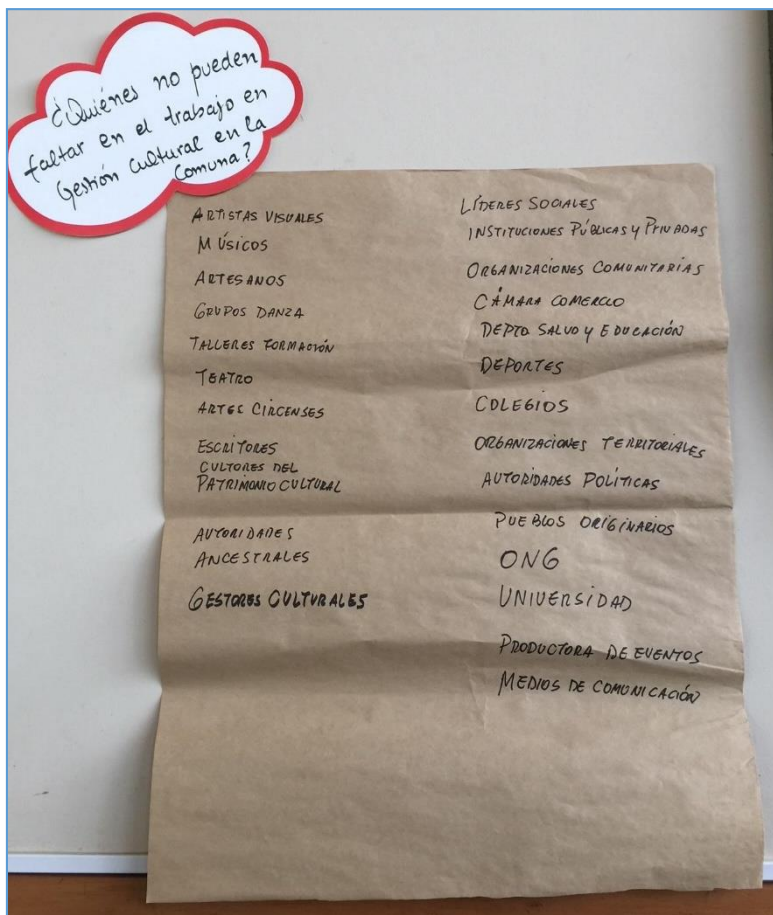 ¿Quiénes no pueden
faltar en el trabajo en
Gestión cultural en la
Comuna?
ARTISTAS VISUALES
MÚSICOS
ARTESANOS
GRUPOS DANZA
TALLERES FORMACIÓN
TEATRO
ARTES CIRCENSES
ESCRITORES
CULTORES DEL
PATRIMONIO CULTURAL
AUTORIDADES
ANCESTRALES
GESTORES CULTURALES
LÍDERES SOCIALES
INSTITUCIONES PÚBLICAS Y PRIVADAS
ORGANIZACIONES COMUNITARIAS
CÁMARA COMERCIO
DEPTO SALUD Y EDUCACIÓN
DEPORTES
COLEGIOS
ORGANIZACIONES TERRITORIALES
AUTORIDADES POLÍTICAS
PUEBLOS ORIGINARIOS
ONG
UNIVERSIDAD
PRODUCTORA DE EVENTOS
MEDIOS DE COMUNICACIÓN